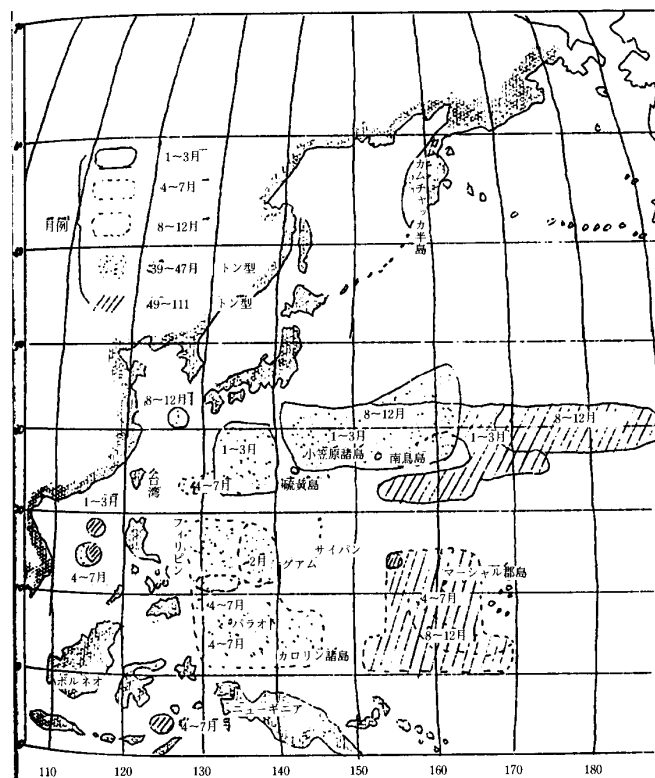 1~3月
4~7月
月例
8~12月
39~47月 トン型
49~111 トン型
カムチャッカ半島
8~12月
8~12月
8~12月
1~3月
1~3月
1~3月
小笠原諸島
南鳥島
4~7月
硫黄島
台湾
1~3月
フィリピン
サイパン
2月
グアム
マーシャル郡島
4~7月
4~7月
4~7月
パラオト
4~7月
8~12月
カロリン諸島
ボルネオ
ニューギニア
4~7月
110 120 130 140 150 160 170 180